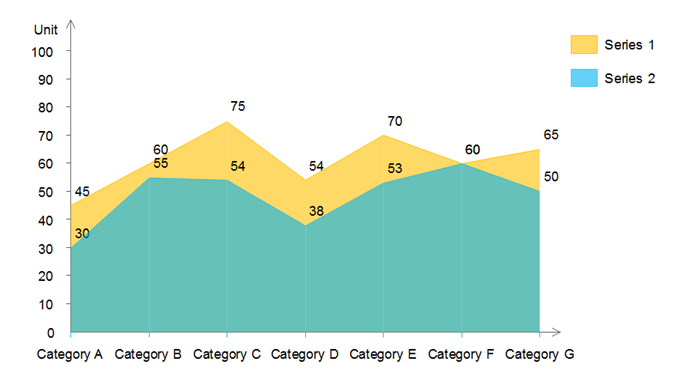 Unit
Series 1
Series 2
100
90
80
70
60
50
40
30
20
10
0
45
60
75
54
70
60
65
30
55
54
38
53
50
Category A
Category B
Category C
Category D
Category E
Category F
Category G